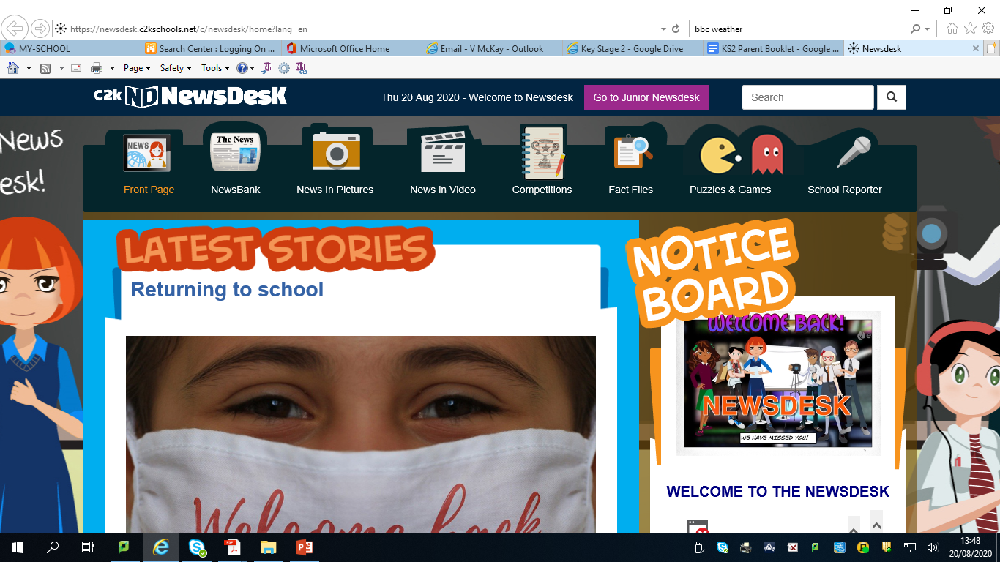 https://newsdesk.c2kschools.net/c/newsdesk/home?lang=en
bbc weather
MY-SCHOOL
Search Center : Logging On ...
Microsoft Office Home
Email - V McKay - Outlook
Key Stage 2 - Google Drive
KS2 Parent Booklet - Google ...
Newsdesk
Page
Safety
Tools
C2k ND NewsDesk
Thu 20 Aug 2020 - Welcome to Newsdesk
Go to Junior Newsdesk
Search
News
esk!
NEWS
The News
Front Page
NewsBank
News In Pictures
News in Video
Competitions
Fact Files
Puzzles & Games
School Reporter
LATEST STORIES
Returning to school
Welcome back
NOTICE
BOARD
WELCOME BACK!
NEWSDESK
WE HAVE MISSED YOU!
WELCOME TO THE NEWSDESK
13:48
20/08/2020